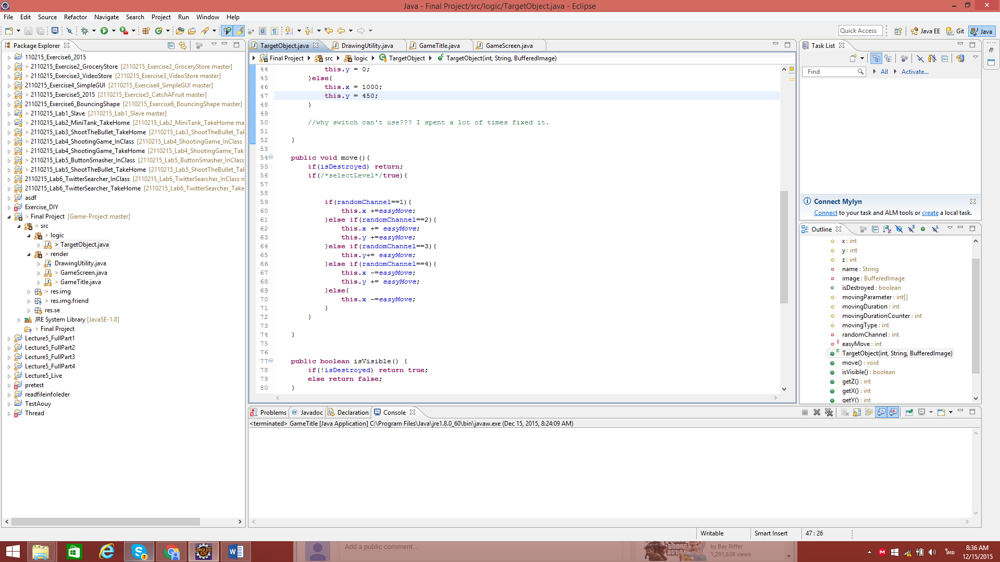 Java - Final Project/src/logic/TargetObject.java - Eclipse
File Edit Source Refactor Navigate Search Project Run Window Help
Quick Access Java EE Git Java
Package Explorer
110215_Exercise6_2015
> 2110215_Exercise2_GroceryStore [2110215_Exercise2_GroceryStore master]
> 2110215_Exercise3_VideoStore [2110215_Exercise3_VideoStore master]
2110215_Exercise4_SimpleGUI [2110215_Exercise4_SimpleGUI master]
> 2110215_Exercise5_2015 [2110215_Exercise5_CatchAFruit master]
2110215_Exercise6_BouncingShape [2110215_Exercise6_BouncingShape master]
> 2110215_Lab1_Slave [2110215_Lab1_Slave master]
> 2110215_Lab2_MiniTank_TakeHome [2110215_Lab2_MiniTank_TakeHome ma
> 2110215_Lab3_ShootTheBullet_TakeHome [2110215_Lab3_ShootTheBullet_Tak
> 2110215_Lab4_ShootingGame_InClass [2110215_Lab4_ShootingGame_InClass
> 2110215_Lab4_ShootingGame_TakeHome [2110215_Lab4_ShootingGame_Tak
> 2110215_Lab5_ButtonSmasher_InClass [2110215_Lab5_ButtonSmasher_InClass
> 2110215_Lab5_ShootTheBullet_TakeHome [2110215_Lab5_ShootTheBullet_Tak
2110215_Lab6_TwitterSearcher_InClass [2110215_Lab6_TwitterSearcher_InClass n
2110215_Lab6_TwitterSearcher_TakeHome [2110215_Lab6_TwitterSearcher_Take
asdf
Exercise_DIY
> Final Project [Game-Project master]
> src
> logic
> TargetObject.java
> render
DrawingUtility.java
> GameScreen.java
> GameTitle.java
> res.img
> res.img.friend
res.se
JRE System Library [JavaSE-1.8]
> Final Project
Lecture5_FullPart1
Lecture5_FullPart2
Lecture5_FullPart3
Lecture5_FullPart4
Lecture5_Live
pretest
readfileinfoleder
TestAouy
Thread
TargetObject.java DrawingUtility.java GameTitle.java GameScreen.java
Final Project src logic TargetObject TargetObject(int, String, BufferedImage)
44 this.y = 0;
45 }else{
46 this.x = 1000;
47 this.y = 450;
48 }
49
50 //why switch can't use??? I spent a lot of times fixed it.
51
52 }
53
54 public void move(){
55 if(isDestroyed) return;
56 if(/*selectLevel*/true){
57
58
59 if(randomChannel==1){
60 this.x +=easyMove;
61 }else if(randomChannel==2){
62 this.x += easyMove;
63 this.y +=easyMove;
64 }else if(randomChannel==3){
65 this.y+= easyMove;
66 }else if(randomChannel==4){
67 this.x -=easyMove;
68 this.y += easyMove;
69 }else{
70 this.x -=easyMove;
71 }
72 }
73
74 }
75
76
77 public boolean isVisible() {
78 if(!isDestroyed) return true;
79 else return false;
80 }
Task List
Find All Activate...
Connect Mylyn
Connect to your task and ALM tools or create a local task.
Outline
x : int
y : int
z : int
name : String
image : BufferedImage
isDestroyed : boolean
movingParameter : int[]
movingDuration : int
movingDurationCounter : int
movingType : int
randomChannel : int
S easyMove : int
c TargetObject(int, String, BufferedImage)
move() : void
isVisible() : boolean
getZ() : int
getX() : int
getY() : int
Problems @ Javadoc Declaration Console
<terminated> GameTitle [Java Application] C:\Program Files\Java\jre1.8.0_60\bin\javaw.exe (Dec 15, 2015, 8:24:09 AM)
Writable Smart Insert 47 : 26
7
Java EE
IDE
Add a public comment...
by Bay Riffer
1,291,658 views
ไทย
8:36 AM
12/15/2015